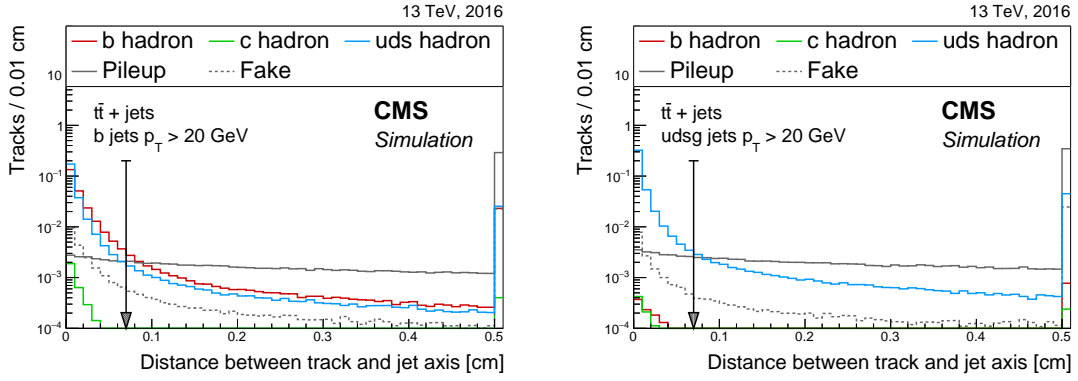 13 TeV, 2016
b hadron c hadron uds hadron
Pileup Fake
tt̄ + jets
b jets p_T > 20 GeV
CMS
Simulation
Tracks / 0.01 cm
10
1
10⁻¹
10⁻²
10⁻³
10⁻⁴
0 0.1 0.2 0.3 0.4 0.5
Distance between track and jet axis [cm]
13 TeV, 2016
b hadron c hadron uds hadron
Pileup Fake
tt̄ + jets
udsg jets p_T > 20 GeV
CMS
Simulation
Tracks / 0.01 cm
10
1
10⁻¹
10⁻²
10⁻³
10⁻⁴
0 0.1 0.2 0.3 0.4 0.5
Distance between track and jet axis [cm]